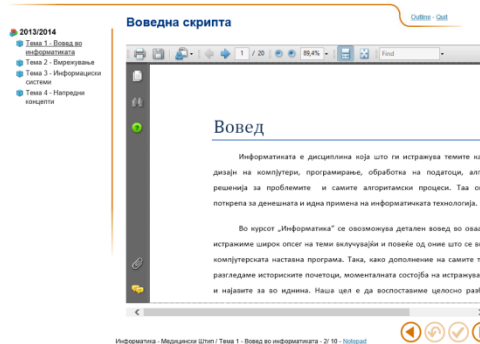 Воведна скрипта
Outline - Quit
2013/2014
Тема 1 - Вовед во
информатиката
Тема 2 - Вмрежување
Тема 3 - Информациски
системи
Тема 4 - Напредни
концепти
1 / 20 89,4% Find
Вовед
Информатиката е дисциплина која што ги истражува темите
дизајн на компјутери, програмирање, обработка на податоци,
решенија за проблемите и самите алгоритамски процеси. Таа
потирепа за денешната и идна примена на информатичката технологија.
Во курсот „Информатика“ се овозможува детален вовед во
истражиме широк опсег на теми вклучувајќи и повеќе од оние што се
компјутерската наставна програма. Така, како дополнение на самите
разгледаме историските почетоци, моменталната состојба на
и најавите за во иднина. Наша цел е да воспоставиме целосно
Информатика - Медицински Штип / Тема 1 - Вовед во информатиката - 2/ 10 - Notepad